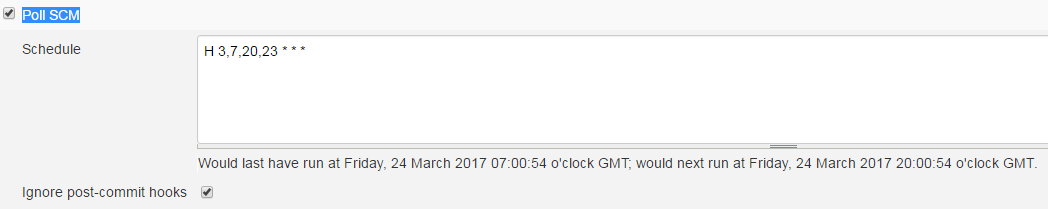 Poll SCM
Schedule
H 3,7,20,23 * * *
Would last have run at Friday, 24 March 2017 07:00:54 o'clock GMT; would next run at Friday, 24 March 2017 20:00:54 o'clock GMT.
Ignore post-commit hooks